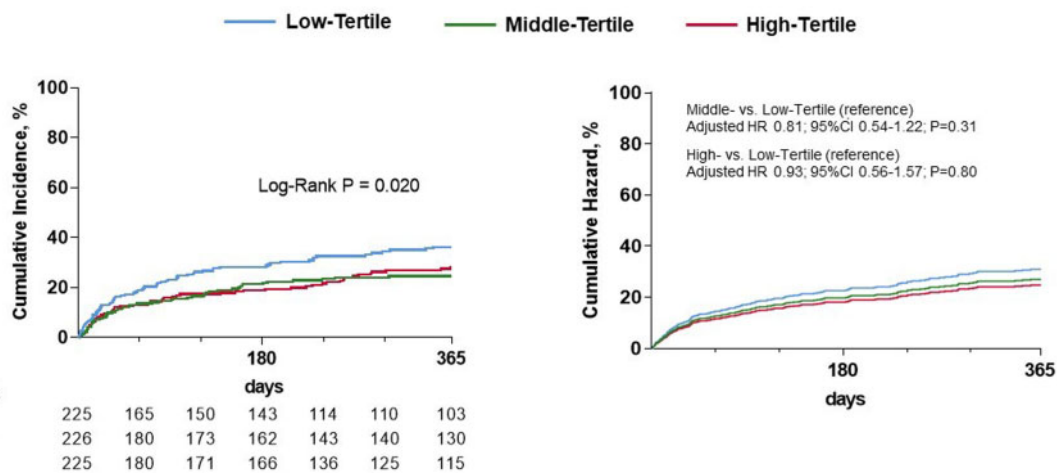 Low-Tertile Middle-Tertile High-Tertile
Cumulative Incidence, %
100
80
60
40
20
0
Log-Rank P = 0.020
180 365
days
225 165 150 143 114 110 103
226 180 173 162 143 140 130
225 180 171 166 136 125 115
Cumulative Hazard, %
100
80
60
40
20
0
Middle- vs. Low-Tertile (reference)
Adjusted HR 0.81; 95%CI 0.54-1.22; P=0.31
High- vs. Low-Tertile (reference)
Adjusted HR 0.93; 95%CI 0.56-1.57; P=0.80
180 365
days